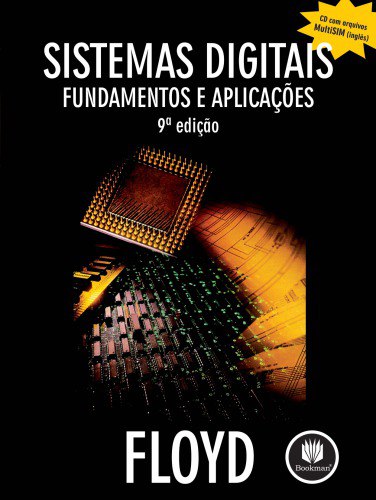 CD com arquivos
MultiSIM (inglês)
SISTEMAS DIGITAIS
FUNDAMENTOS E APLICAÇÕES
9ª edição
FLOYD
Bookman®